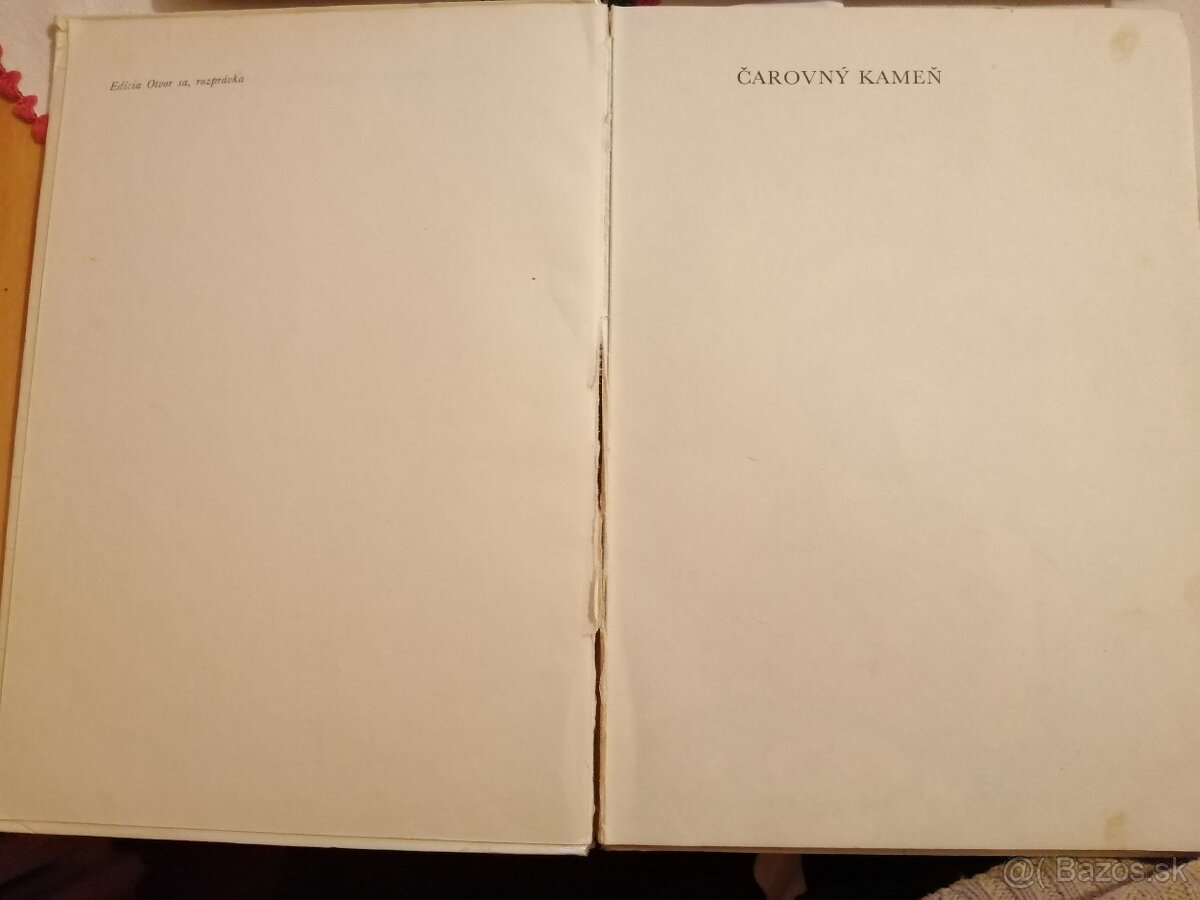 Edícia Otvor sa, rozprávka
ČAROVNÝ KAMEŇ
@( Bazos.sk